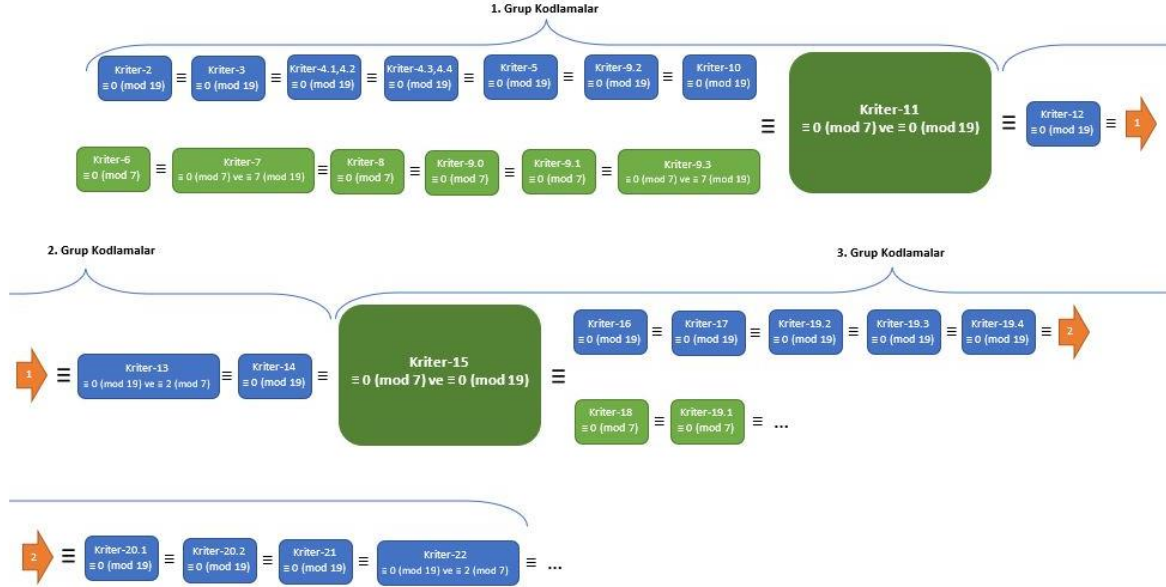 1. Grup Kodlamalar
Kriter-2 ≡ Kriter-3 ≡ Kriter-4.1,4.2 ≡ Kriter-4.3,4.4 ≡ Kriter-5 ≡ Kriter-9.2 ≡ Kriter-10
≡ 0 (mod 19) ≡ 0 (mod 19) ≡ 0 (mod 19) ≡ 0 (mod 19) ≡ 0 (mod 19) ≡ 0 (mod 19) ≡ 0 (mod 19)
≡ Kriter-11 ≡ Kriter-12 ≡ 1
≡ 0 (mod 7) ve ≡ 0 (mod 19) ≡ 0 (mod 19)
Kriter-6 ≡ Kriter-7 ≡ Kriter-8 ≡ Kriter-9.0 ≡ Kriter-9.1 ≡ Kriter-9.3
≡ 0 (mod 7) ≡ 0 (mod 7) ve ≡ 7 (mod 19) ≡ 0 (mod 7) ≡ 0 (mod 7) ≡ 0 (mod 7) ≡ 0 (mod 7) ve ≡ 7 (mod 19)
2. Grup Kodlamalar
3. Grup Kodlamalar
1 ≡ Kriter-13 ≡ Kriter-14 ≡ Kriter-15 ≡
≡ 0 (mod 19) ve ≡ 2 (mod 7) ≡ 0 (mod 19) ≡ 0 (mod 7) ve ≡ 0 (mod 19)
Kriter-16 ≡ Kriter-17 ≡ Kriter-19.2 ≡ Kriter-19.3 ≡ Kriter-19.4 ≡ 2
≡ 0 (mod 19) ≡ 0 (mod 19) ≡ 0 (mod 19) ≡ 0 (mod 19) ≡ 0 (mod 19)
Kriter-18 ≡ Kriter-19.1 ≡ ...
≡ 0 (mod 7) ≡ 0 (mod 7)
2 ≡ Kriter-20.1 ≡ Kriter-20.2 ≡ Kriter-21 ≡ Kriter-22 ≡ ...
≡ 0 (mod 19) ≡ 0 (mod 19) ≡ 0 (mod 19) ≡ 0 (mod 19) ve ≡ 2 (mod 7)